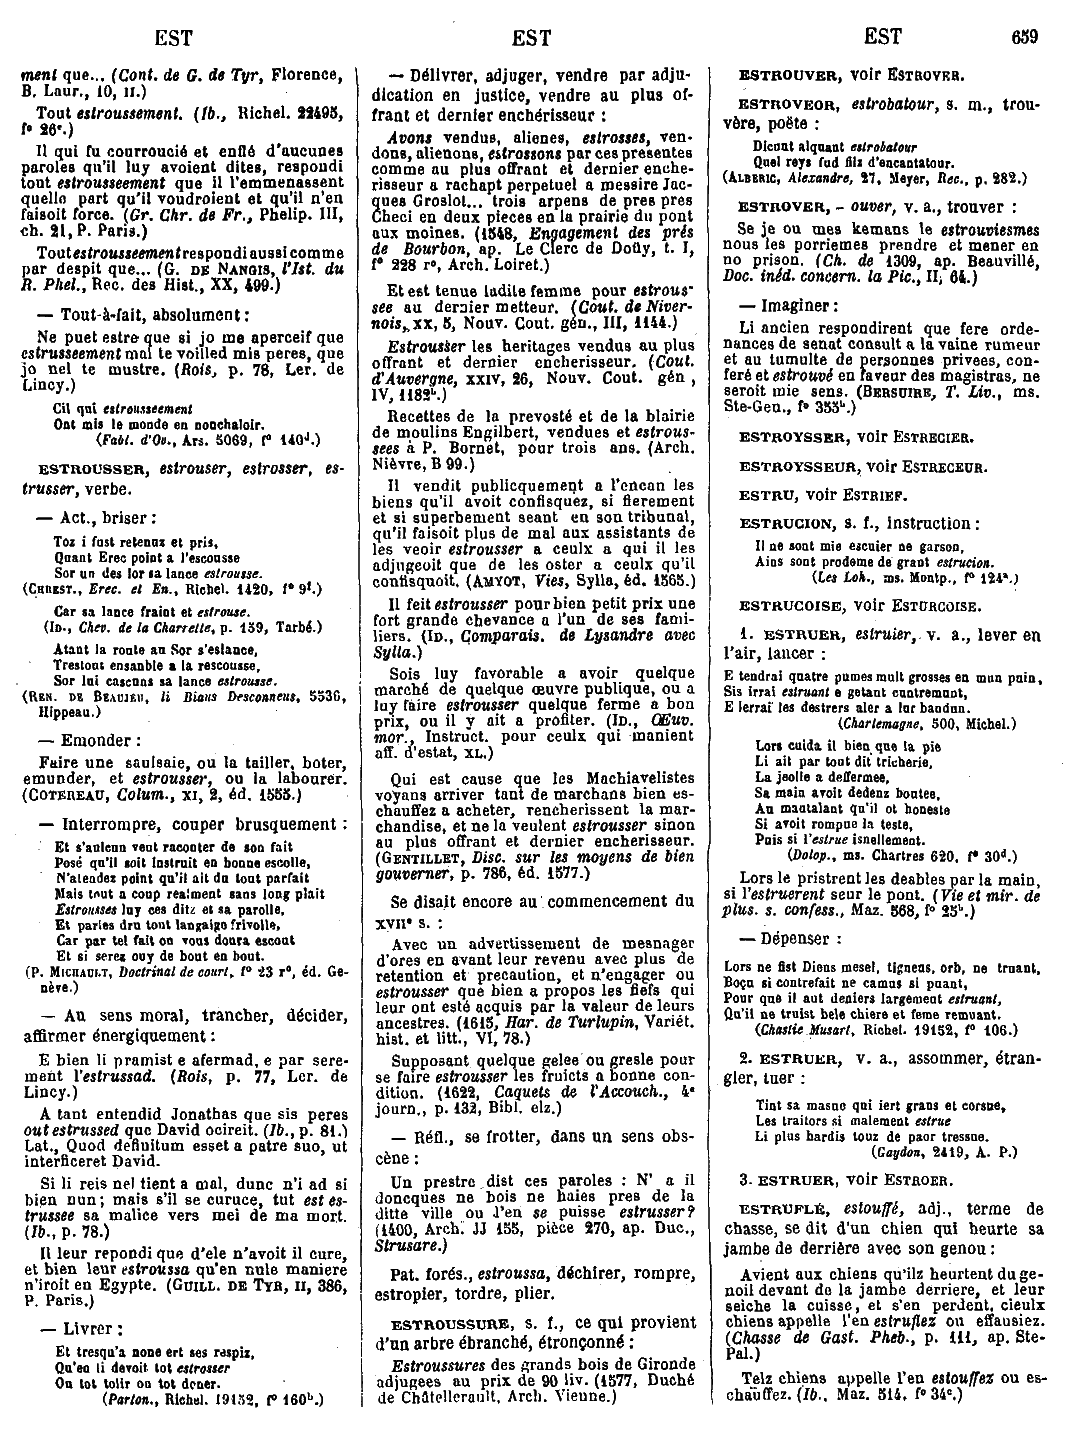 EST
EST
EST 659
ment que... (Cont. de G. de Tyr, Florence,
B. Laur., 10, II.)
Tout estroussement. (Ib., Richel. 22495,
f° 26ᶜ.)
Il qui fu courroucié et enflé d'aucunes
paroles qu'il luy avoient dites, respondi
tout estrousseement que il l'emmenassent
quelle part qu'il voudroient et qu'il n'en
faisoit force. (Gr. Chr. de Fr., Phelip. III,
ch. 21, P. Paris.)
Tout estrousseement respondi aussi comme
par despit que... (G. DE NANGIS, l'Ist. du
R. Phel., Rec. des Hist., XX, 499.)
— Tout-à-fait, absolument :
Ne puet estre que si jo me aperceif que
estrusseement mal te voilled mis peres, que
jo nel te mustre. (Rois, p. 78, Ler. de
Lincy.)
Cil qui estrousseement
Ont mis le monde en nonchaloir.
(Fabl. d'Ov., Ars. 5069, f° 140ᵈ.)
ESTROUSSER, estrouser, estrosser, es-
trusser, verbe.
— Act., briser :
Toz i fust retenuz et pris,
Quant Erec point a l'escousse
Sor un des lor sa lance estrousse.
(CHREST., Erec. et En., Richel. 1420, f° 9ᶠ.)
Car sa lance fraint et estrouse.
(ID., Chev. de la Charrette, p. 159, Tarbé.)
Atant la route au Sor s'eslance,
Trestout ensanble a la rescousse,
Sor lui cascuns sa lance estrousse.
(REN. DE BEAUJEU, li Biaus Desconneus, 5536,
Hippeau.)
— Emonder :
Faire une saulsaie, ou la tailler, boter,
emunder, et estrousser, ou la labourer.
(COTEREAU, Colum., XI, 2, éd. 1555.)
— Interrompre, couper brusquement :
Et s'aulcun veut raconter de son fait
Posé qu'il soit instruit en bonne escolle,
N'atendez point qu'il ait du tout parfait
Mais tout a coup realment sans long plait
Estrousses luy ces ditz et sa parolle,
Et paries dru tout langaige frivolle,
Car par tel fait on vous donra escout
Et si serez ouy de bout en bout.
(P. MICHAULT, Doctrinal de court, f° 23 r°, éd. Ge-
nève.)
— Au sens moral, trancher, décider,
affirmer énergiquement :
E bien li pramist e afermad, e par sere-
ment l'estrussad. (Rois, p. 77, Ler. de
Lincy.)
A tant entendid Jonathas que sis peres
out estrussed que David ocireit. (Ib., p. 81.)
Lat., Quod definitum esset a patre suo, ut
interficeret David.
Si li reis nel tient a mal, dunc n'i ad si
bien nun; mais s'il se curuce, tut est es-
trussee sa malice vers mei de ma mort.
(Ib., p. 78.)
Il leur repondi que d'ele n'avoit il cure,
et bien leur estroussa qu'en nule maniere
n'iroit en Egypte. (GUILL. DE TYR, II, 386,
P. Paris.)
— Livrer :
Et tresqu'a none ert ses respiz,
Qu'en li devoit tot estrosser
Ou tot tolir ou tot doner.
(Parton., Richel. 19152, f° 160ᵇ.)
— Délivrer, adjuger, vendre par adju-
dication en justice, vendre au plus of-
frant et dernier enchérisseur :
Avons vendus, alienes, estrosses, ven-
dons, alienons, estrossons par ces presentes
comme au plus offrant et dernier enche-
risseur a rachapt perpetuel a messire Jac-
ques Groslot... trois arpens de pres pres
Checi en deux pieces en la prairie du pont
aux moines. (1548, Engagement des prés
de Bourbon, ap. Le Clerc de Doüy, t. I,
f° 228 r°, Arch. Loiret.)
Et est tenue ladite femme pour estrous-
see au dernier metteur. (Cout. de Niver-
nois, XX, 5, Nouv. Cout. gén., III, 1144.)
Estrousser les heritages vendus au plus
offrant et dernier encherisseur. (Cout.
d'Auvergne, XXIV, 26, Nouv. Cout. gén,
IV, 1182ᵇ.)
Recettes de la prevosté et de la blairie
de moulins Engilbert, vendues et estrous-
sees à P. Bornet, pour trois ans. (Arch.
Nièvre, B 99.)
Il vendit publicquement a l'encan les
biens qu'il avoit confisquez, si fierement
et si superbement seant en son tribunal,
qu'il faisoit plus de mal aux assistants de
les veoir estrousser a ceulx a qui il les
adjugeoit que de les oster a ceulx qu'il
confisquoit. (AMYOT, Vies, Sylla, éd. 1565.)
Il feit estrousser pour bien petit prix une
fort grande chevance a l'un de ses fami-
liers. (ID., Comparais. de Lysandre avec
Sylla.)
Sois luy favorable a avoir quelque
marché de quelque œuvre publique, ou a
luy faire estrousser quelque ferme a bon
prix, ou il y ait a profiter. (ID., Œuv.
mor., Instruct. pour ceulx qui manient
aff. d'estat, XL.)
Qui est cause que les Machiavelistes
voyans arriver tant de marchans bien es-
chauffez a acheter, rencherissent la mar-
chandise, et ne la veulent estrousser sinon
au plus offrant et dernier encherisseur.
(GENTILLET, Disc. sur les moyens de bien
gouverner, p. 786, éd. 1577.)
Se disait encore au commencement du
XVIIᵉ s. :
Avec un advertissement de mesnager
d'ores en avant leur revenu avec plus de
retention et precaution, et n'engager ou
estrousser que bien a propos les fiefs qui
leur ont esté acquis par la valeur de leurs
ancestres. (1615, Har. de Turlupin, Variét.
hist. et litt., VI, 78.)
Supposant quelque gelee ou gresle pour
se faire estrousser les fruicts a bonne con-
dition. (1622, Caquets de l'Accouch., 4ᵉ
journ., p. 132, Bibl. elz.)
— Réfl., se frotter, dans un sens obs-
cène :
Un prestre dist ces paroles : N' a il
doncques ne bois ne haies pres de la
ditte ville ou l'en se puisse estrusser?
(1400, Arch. JJ 155, pièce 270, ap. Duc.,
Strusare.)
Pat. forés., estroussa, déchirer, rompre,
estropier, tordre, plier.
ESTROUSSURE, s. f., ce qui provient
d'un arbre ébranché, étronçonné :
Estroussures des grands bois de Gironde
adjugees au prix de 90 liv. (1577, Duché
de Châtellerault, Arch. Vienne.)
ESTROUVER, voir ESTROVER.
ESTROVEOR, estrobatour, s. m., trou-
vère, poëte :
Dicunt alquant estrobatour
Quel reys fud filz d'encantatour.
(ALBERIC, Alexandre, 27, Meyer, Rec., p. 282.)
ESTROVER, - ouver, v. a., trouver :
Se je ou mes kemans le estrouviesmes
nous les porriemes prendre et mener en
no prison. (Ch. de 1309, ap. Beauvillé,
Doc. inéd. concern. la Pic., II, 64.)
— Imaginer :
Li ancien respondirent que fere orde-
nances de senat consult a la vaine rumeur
et au tumulte de personnes privees, con-
feré et estrouvé en faveur des magistras, ne
seroit mie sens. (BERSUIRE, T. Liv., ms.
Ste-Gen., f° 353ᵇ.)
ESTROYSSER, voir ESTRECIER.
ESTROYSSEUR, voir ESTRECEUR.
ESTRU, voir ESTRIEF.
ESTRUCION, s. f., instruction :
Il ne sont mie escuier ne garson,
Ains sont prodome de grant estrucion.
(Les Loh., ms. Montp., f° 124ᵃ.)
ESTRUCOISE, voir ESTURCOISE.
1. ESTRUER, estruier, v. a., lever en
l'air, lancer :
E tendrai quatre pumes mult grosses en mun puin,
Sis irrai estruant e getant cuntremunt,
E lerrai les destrers aler a lur bandun.
(Charlemagne, 500, Michel.)
Lors cuida il bien que la pie
Li ait par tout dit tricherie,
La jeolle a deffermee,
Sa main avoit dedenz boutee,
Au mautalant qu'il ot honeste
Si avoit rompue la teste,
Puis si l'estrue isnellement.
(Dolop., ms. Chartres 620, f° 30ᵈ.)
Lors le pristrent les deables par la main,
si l'estruerent seur le pont. (Vie et mir. de
plus. s. confess., Maz. 568, f° 25ᵇ.)
— Dépenser :
Lors ne fist Diens mesel, tigneus, orb, ne truant,
Boçu si contrefait ne camus si puant,
Pour que il aut deniers largement estruant,
Qu'il ne truist bele chiere et feme remuant.
(Chastie Musart, Richel. 19152, f° 106.)
2. ESTRUER, v. a., assommer, étran-
gler, tuer :
Tint sa masue qui iert grans et corsue,
Les traitors si malement estrue
Li plus hardis touz de paor tressue.
(Gaydon, 2419, A. P.)
3. ESTRUER, voir ESTROER.
ESTRUFLÉ, estouffé, adj., terme de
chasse, se dit d'un chien qui heurte sa
jambe de derrière avec son genou :
Avient aux chiens qu'ilz heurtent du ge-
noil devant do la jambe derriere, et leur
seiche la cuisse, et s'en perdent, cieulx
chiens appelle l'en estruflez ou effausiez.
(Chasse de Gast. Pheb., p. 111, ap. Ste-
Pal.)
Telz chiens appelle l'en estouffez ou es-
chauffez. (Ib., Maz. 514, f° 34ᶜ.)